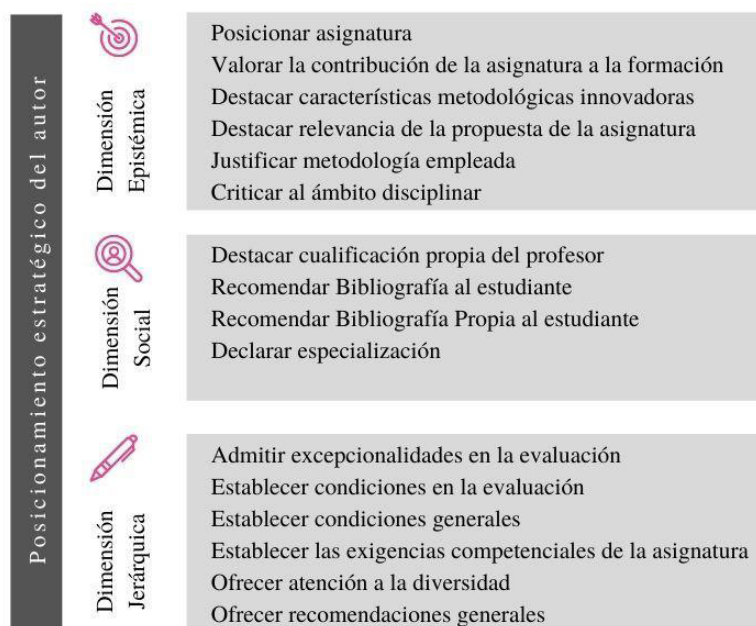 Posicionamiento estratégico del autor
Dimensión
Epistémica
Posicionar asignatura
Valorar la contribución de la asignatura a la formación
Destacar características metodológicas innovadoras
Destacar relevancia de la propuesta de la asignatura
Justificar metodología empleada
Criticar al ámbito disciplinar
Dimensión
Social
Destacar cualificación propia del profesor
Recomendar Bibliografía al estudiante
Recomendar Bibliografía Propia al estudiante
Declarar especialización
Dimensión
Jerárquica
Admitir excepcionalidades en la evaluación
Establecer condiciones en la evaluación
Establecer condiciones generales
Establecer las exigencias competenciales de la asignatura
Ofrecer atención a la diversidad
Ofrecer recomendaciones generales